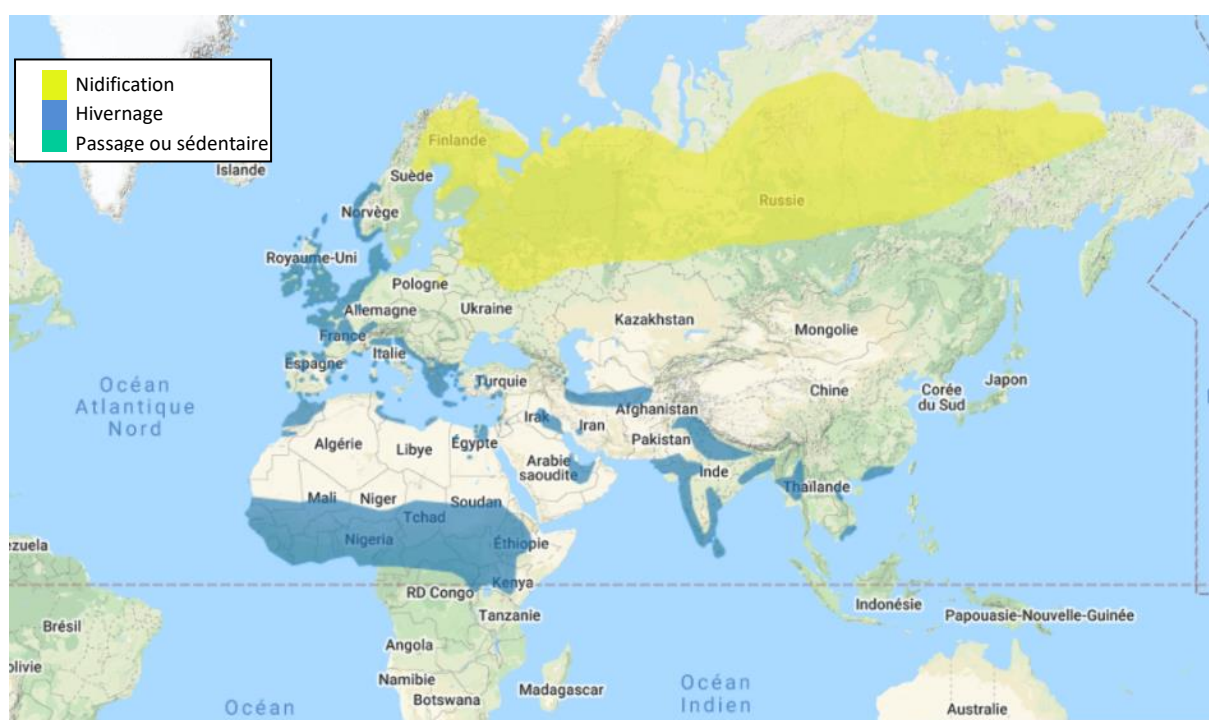 Nidification
Hivernage
Passage ou sédentaire
Islande
Finlande
Suède
Norvège
Russie
Royaume-Uni
Pologne
Allemagne
Ukraine
Kazakhstan
Mongolie
France
Italie
Espagne
Turquie
Chine
Corée
du Sud
Japon
Océan
Atlantique
Nord
Afghanistan
Irak
Iran
Pakistan
Algérie
Libye
Égypte
Arabie
saoudite
Inde
Thaïlande
Mali
Niger
Soudan
Tchad
Nigeria
Éthiopie
ezuela
Kenya
RD Congo
Tanzanie
Indonésie
Papouasie-Nouvelle-Guinée
Brésil
Angola
olivie
Namibie
Madagascar
Botswana
Océan
Indien
Océan
Australie